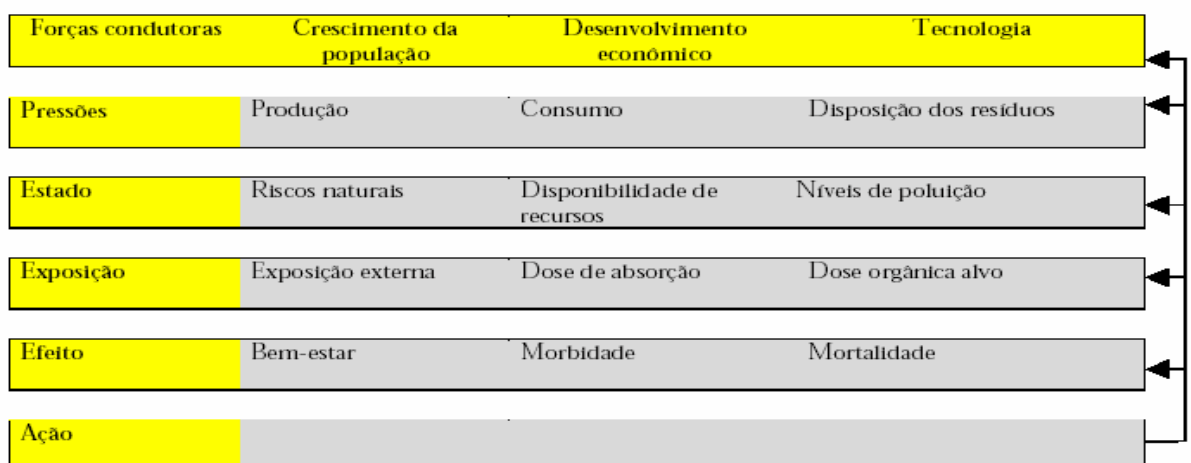 Forças condutoras Crescimento da Desenvolvimento Tecnologia
população econômico
Pressões Produção Consumo Disposição dos resíduos
Estado Riscos naturais Disponibilidade de Níveis de poluição
recursos
Exposição Exposição externa Dose de absorção Dose orgânica alvo
Efeito Bem-estar Morbidade Mortalidade
Ação